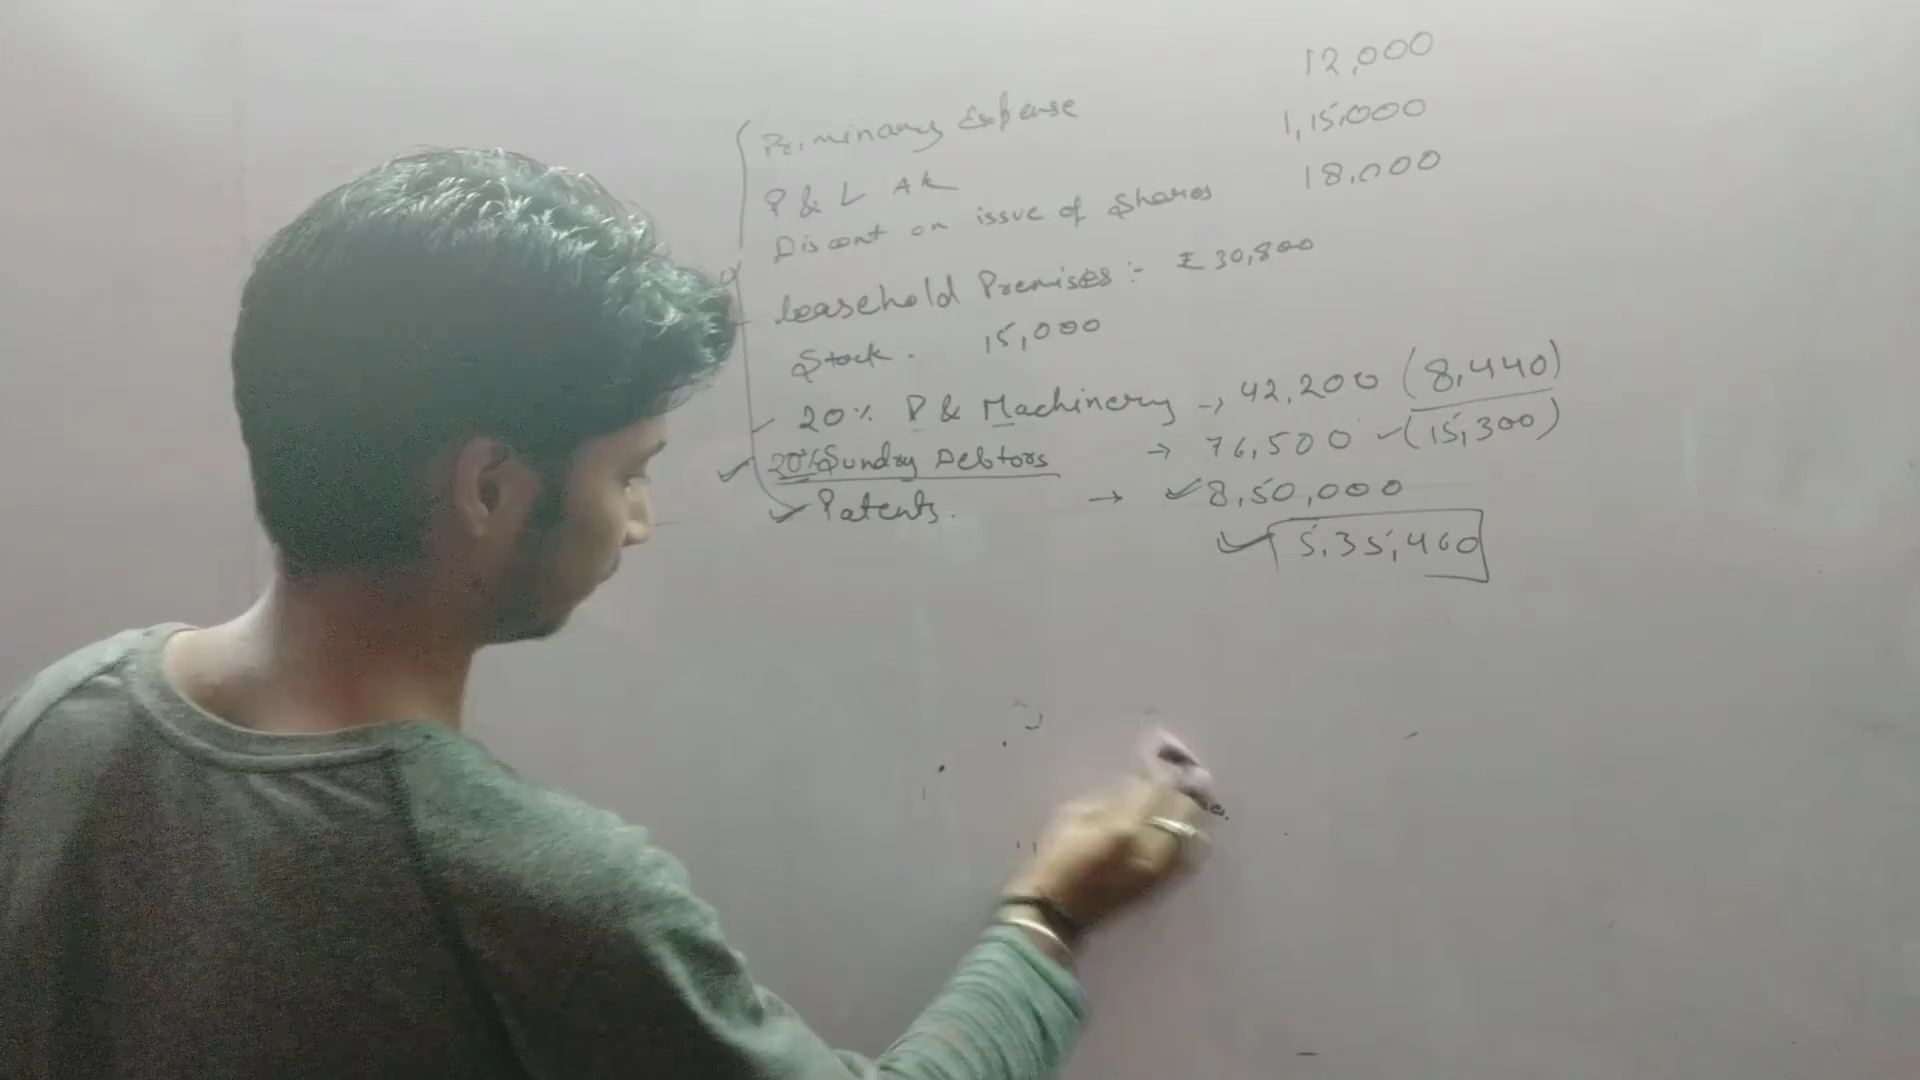 12,000
Priminary Expense 1,15,000
P & L A/c 18,000
Discont on issue of Shares
leasehold Premises :- ₹ 30,800
Stock. 15,000
20% P & Machinery → 42,200 (8,440)
20% Sundry Debtors → 76,500 (15,300)
Patents. → 8,50,000
5,35,460